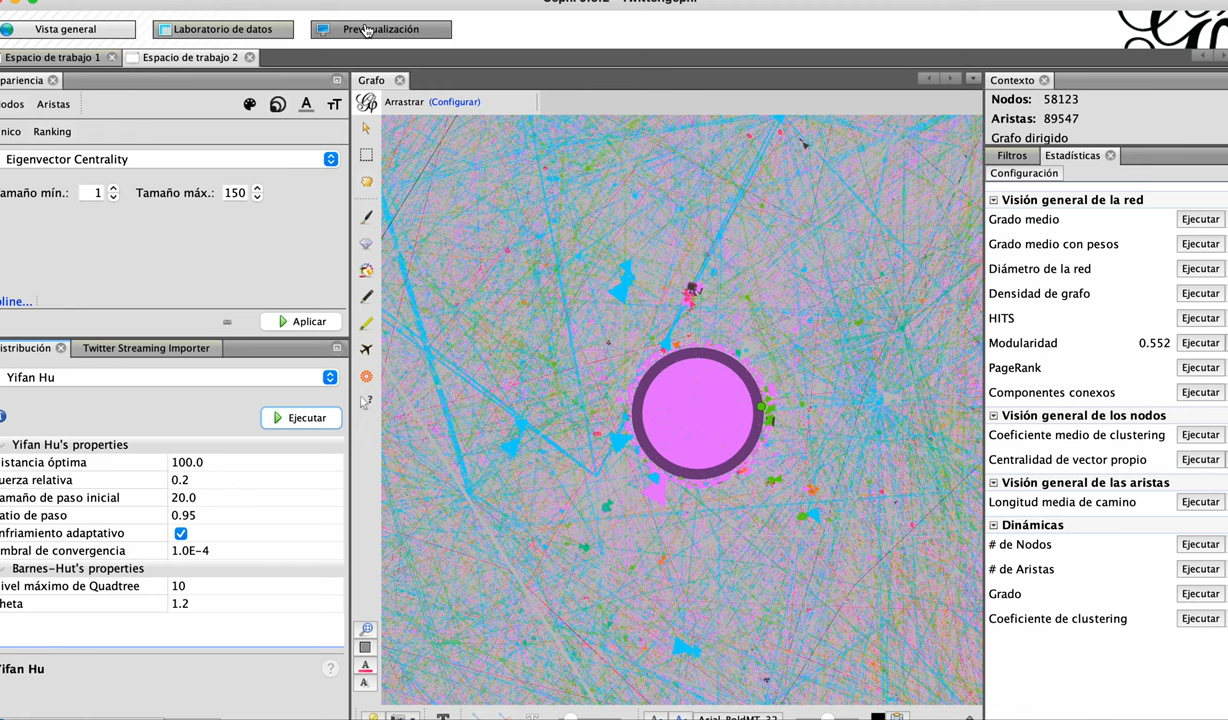 Vista general
Laboratorio de datos
Previsualización
Espacio de trabajo 1
Espacio de trabajo 2
pariencia
odos
Aristas
nico
Ranking
Eigenvector Centrality
amaño mín.: 1
Tamaño máx.: 150
pline...
Aplicar
istribución
Twitter Streaming Importer
Yifan Hu
Ejecutar
Yifan Hu's properties
istancia óptima 100.0
uerza relativa 0.2
amaño de paso inicial 20.0
atio de paso 0.95
nfriamiento adaptativo
mbral de convergencia 1.0E-4
Barnes-Hut's properties
ivel máximo de Quadtree 10
heta 1.2
Yifan Hu
?
Grafo
Arrastrar (Configurar)
Arial-BoldMT, 32
Contexto
Nodos: 58123
Aristas: 89547
Grafo dirigido
Filtros
Estadísticas
Configuración
Visión general de la red
Grado medio Ejecutar
Grado medio con pesos Ejecutar
Diámetro de la red Ejecutar
Densidad de grafo Ejecutar
HITS Ejecutar
Modularidad 0.552 Ejecutar
PageRank Ejecutar
Componentes conexos Ejecutar
Visión general de los nodos
Coeficiente medio de clustering Ejecutar
Centralidad de vector propio Ejecutar
Visión general de las aristas
Longitud media de camino Ejecutar
Dinámicas
# de Nodos Ejecutar
# de Aristas Ejecutar
Grado Ejecutar
Coeficiente de clustering Ejecutar